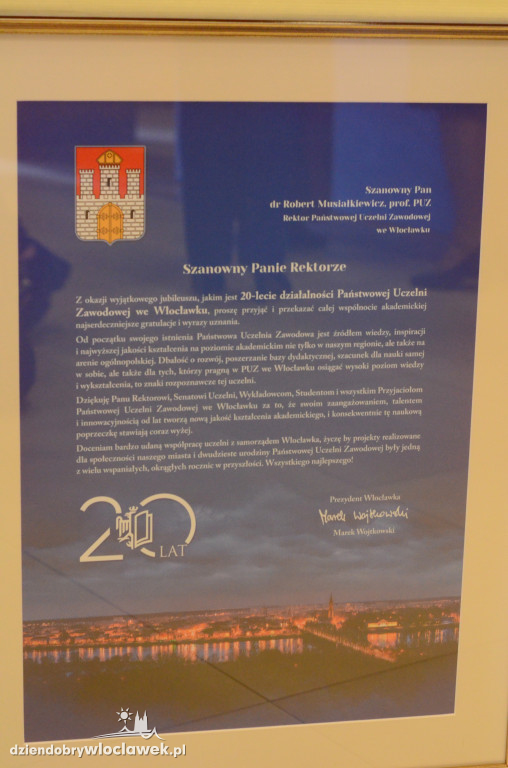 Szanowny Pan
dr Robert Musiałkiewicz, prof. PUZ
Rektor Państwowej Uczelni Zawodowej
we Włocławku
Szanowny Panie Rektorze
Z okazji wyjątkowego jubileuszu, jakim jest 20-lecie działalności Państwowej Uczelni
Zawodowej we Włocławku, proszę przyjąć i przekazać całej wspólnocie akademickiej
najserdeczniejsze gratulacje i wyrazy uznania.
Od początku swojego istnienia Państwowa Uczelnia Zawodowa jest źródłem wiedzy, inspiracji
i najwyższej jakości kształcenia na poziomie akademickim nie tylko w naszym regionie, ale także na
arenie ogólnopolskiej. Dbałość o rozwój, poszerzanie bazy dydaktycznej, szacunek dla nauki samej
w sobie, ale także dla tych, którzy pragną w PUZ we Włocławku osiągać wysoki poziom wiedzy
i wykształcenia, to znaki rozpoznawcze tej uczelni.
Dziękuję Panu Rektorowi, Senatowi Uczelni, Wykładowcom, Studentom i wszystkim Przyjaciołom
Państwowej Uczelni Zawodowej we Włocławku za to, że swoim zaangażowaniem, talentem
i innowacyjnością od lat tworzą nową jakość kształcenia akademickiego, i konsekwentnie tę naukową
poprzeczkę stawiają coraz wyżej.
Doceniam bardzo udaną współpracę uczelni z samorządem Włocławka, życzę by projekty realizowane
dla społeczności naszego miasta i dwudzieste urodziny Państwowej Uczelni Zawodowej były jedną
z wielu wspaniałych, okrągłych rocznic w przyszłości. Wszystkiego najlepszego!
Prezydent Włocławka
Marek Wojtkowski
Marek Wojtkowski
20 LAT
dziendobrywloclawek.pl